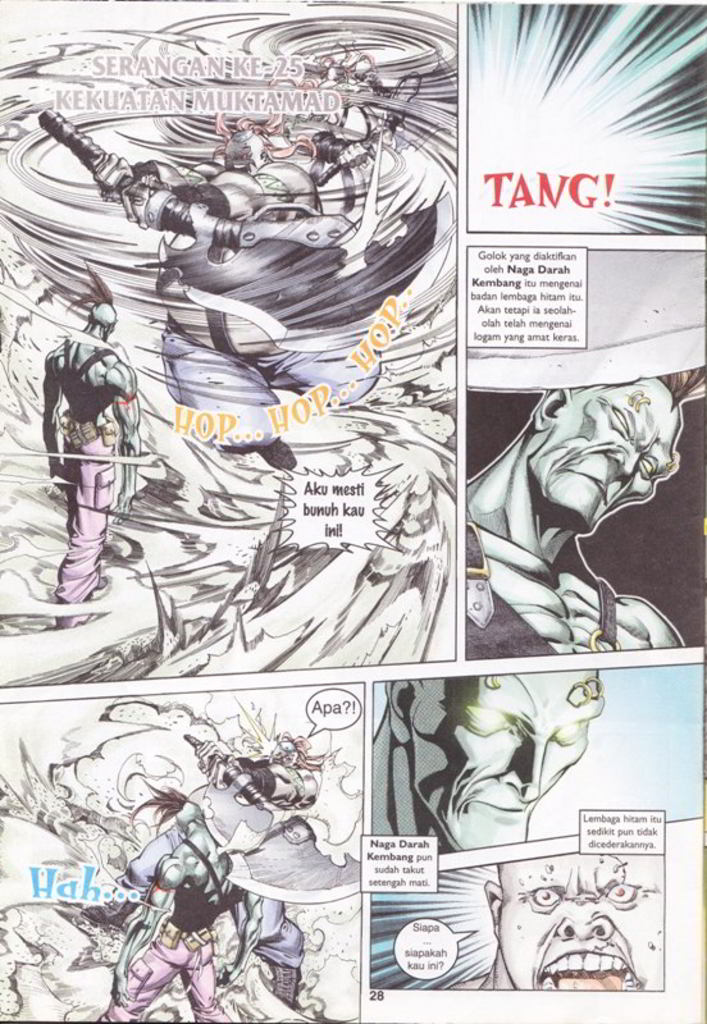 SERANGAN KE-25
KEKUATAN MUKTAMAD
HOP... HOP... HOP...
Aku mesti
bunuh kau
ini!
TANG!
Golok yang diaktifkan
oleh Naga Darah
Kembang itu mengenai
badan lembaga hitam itu.
Akan tetapi ia seolah-
olah telah mengenai
logam yang amat keras.
Apa?!
Hah...
Naga Darah
Kembang pun
sudah takut
setengah mati.
Lembaga hitam itu
sedikit pun tidak
dicederakannya.
Siapa
...
siapakah
kau ini?
28